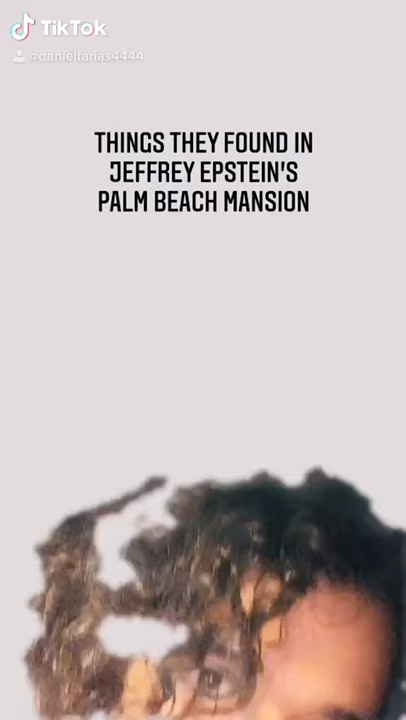 TikTok
@danielfarias4444
THINGS THEY FOUND IN
JEFFREY EPSTEIN'S
PALM BEACH MANSION